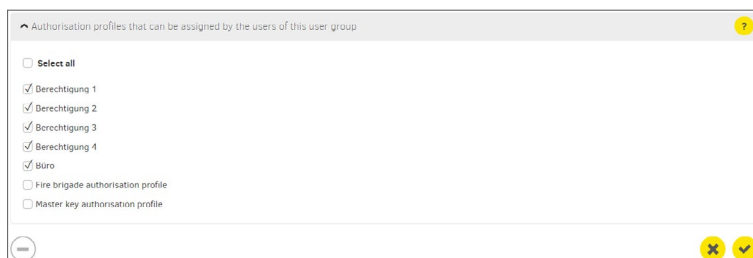 Authorisation profiles that can be assigned by the users of this user group
?
Select all
Berechtigung 1
Berechtigung 2
Berechtigung 3
Berechtigung 4
Büro
Fire brigade authorisation profile
Master key authorisation profile